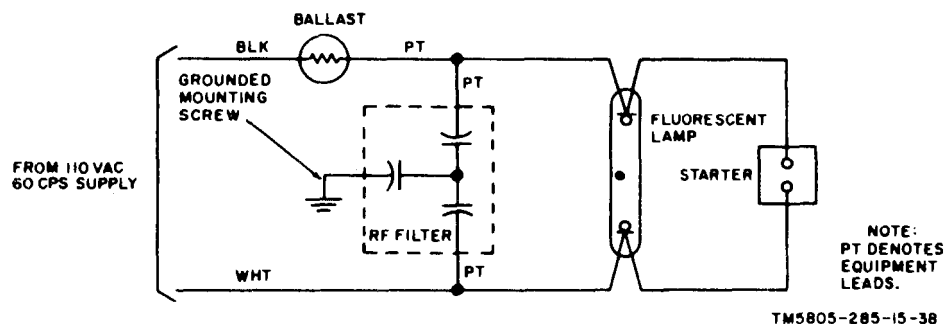 BALLAST
BLK
PT
GROUNDED
MOUNTING
SCREW
PT
FLUORESCENT
LAMP
FROM 110 VAC
60 CPS SUPPLY
STARTER
RF FILTER
WHT
PT
NOTE:
PT DENOTES
EQUIPMENT
LEADS.
TM5805-285-15-38